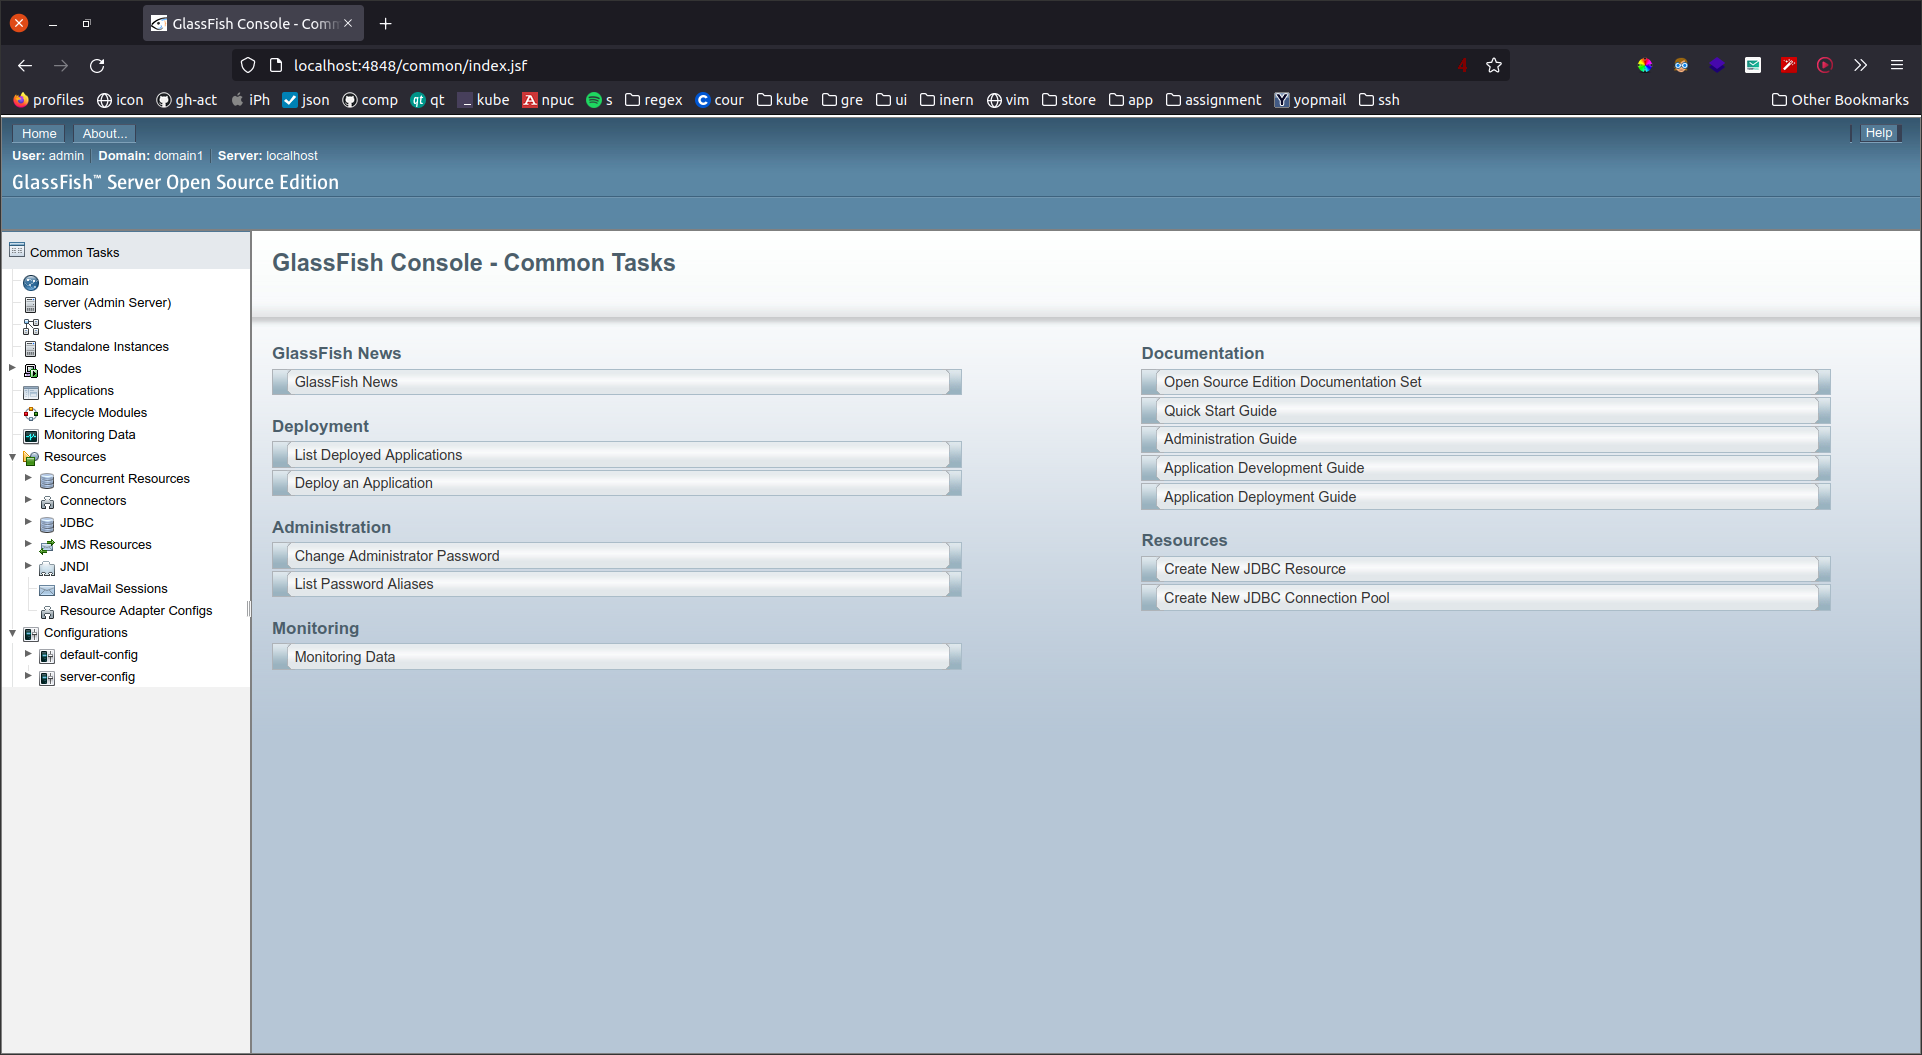 GlassFish Console - Comm
localhost:4848/common/index.jsf
4
profiles icon gh-act iPh json comp qt kube npuc s regex cour kube gre ui inern vim store app assignment yopmail ssh Other Bookmarks
Home About... Help
User: admin Domain: domain1 Server: localhost
GlassFish™ Server Open Source Edition
Common Tasks
Domain
server (Admin Server)
Clusters
Standalone Instances
Nodes
Applications
Lifecycle Modules
Monitoring Data
Resources
Concurrent Resources
Connectors
JDBC
JMS Resources
JNDI
JavaMail Sessions
Resource Adapter Configs
Configurations
default-config
server-config
GlassFish Console - Common Tasks
GlassFish News
GlassFish News
Deployment
List Deployed Applications
Deploy an Application
Administration
Change Administrator Password
List Password Aliases
Monitoring
Monitoring Data
Documentation
Open Source Edition Documentation Set
Quick Start Guide
Administration Guide
Application Development Guide
Application Deployment Guide
Resources
Create New JDBC Resource
Create New JDBC Connection Pool